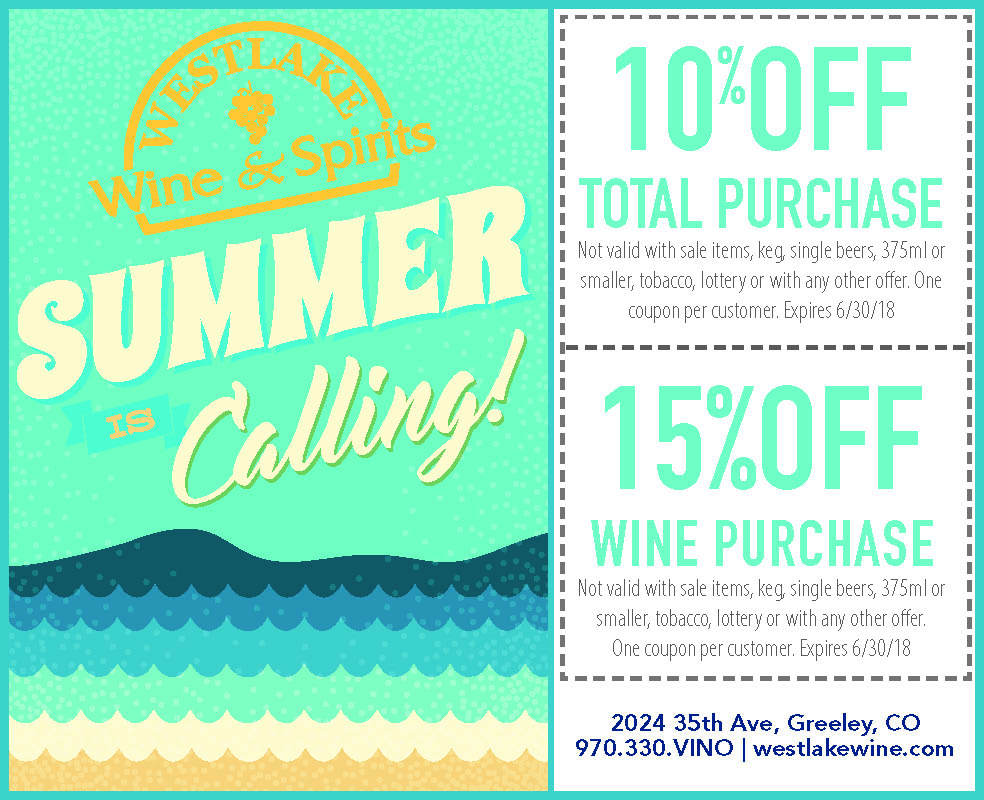 WESTLAKE
Wine & Spirits
SUMMER
IS
Calling!
10% OFF
TOTAL PURCHASE
Not valid with sale items, keg, single beers, 375ml or
smaller, tobacco, lottery or with any other offer. One
coupon per customer. Expires 6/30/18
15% OFF
WINE PURCHASE
Not valid with sale items, keg, single beers, 375ml or
smaller, tobacco, lottery or with any other offer.
One coupon per customer. Expires 6/30/18
2024 35th Ave, Greeley, CO
970.330.VINO | westlakewine.com